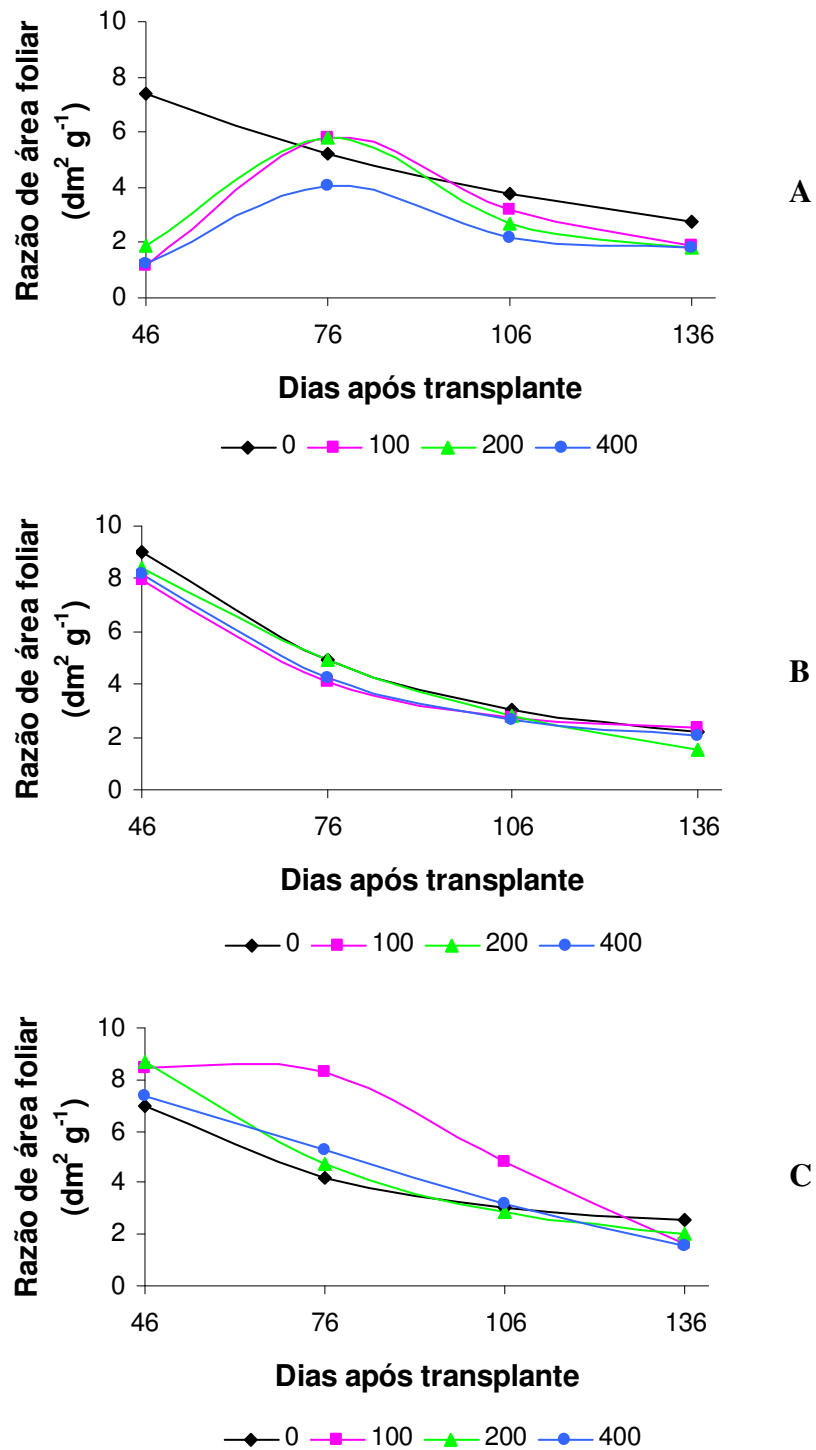 Razão de área foliar
(dm² g⁻¹)
10
8
6
4
2
0
46 76 106 136
Dias após transplante
0 100 200 400
A
Razão de área foliar
(dm² g⁻¹)
10
8
6
4
2
0
46 76 106 136
Dias após transplante
0 100 200 400
B
Razão de área foliar
(dm² g⁻¹)
10
8
6
4
2
0
46 76 106 136
Dias após transplante
0 100 200 400
C